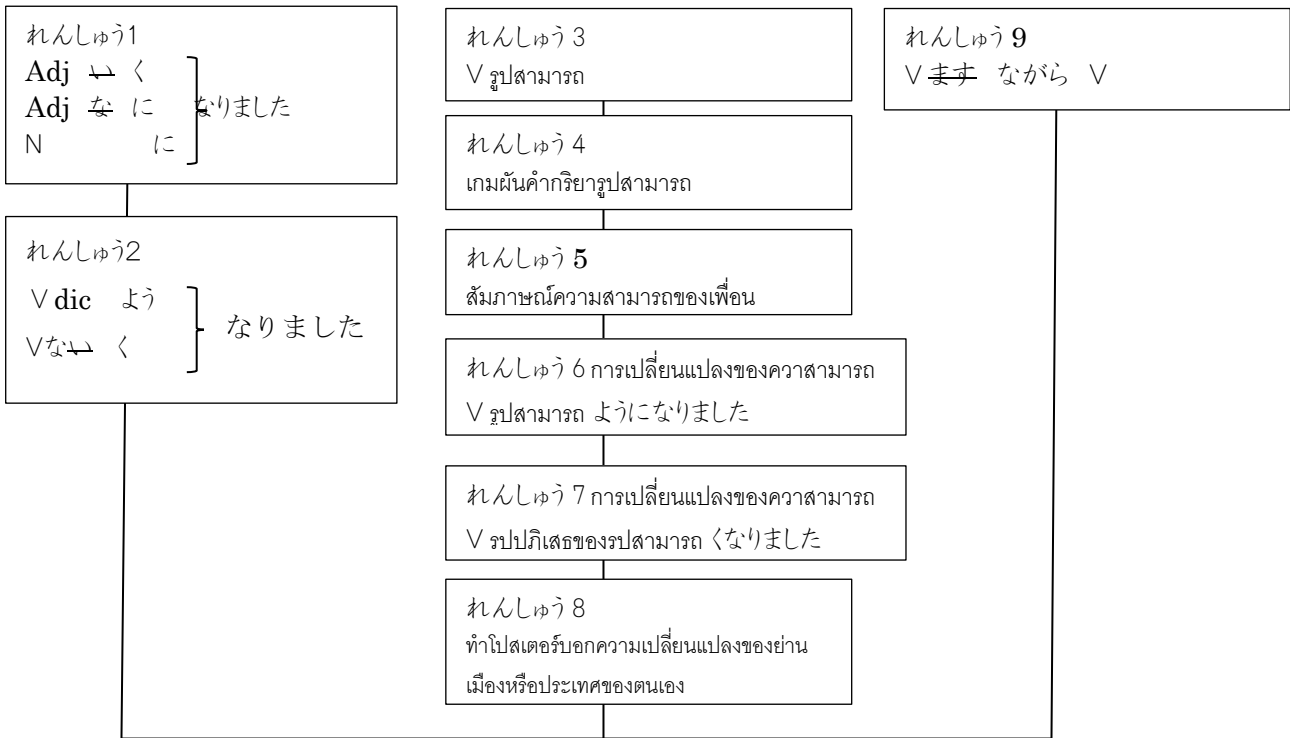 れんしゅう1
Adj い く
Adj な に なりました
N に
れんしゅう2
V dic よう
Vない く
なりました
れんしゅう 3
V รูปสามารถ
れんしゅう 4
เกมผันคำกริยารูปสามารถ
れんしゅう 5
สัมภาษณ์ความสามารถของเพื่อน
れんしゅう 6 การเปลี่ยนแปลงของควาสามารถ
V รูปสามารถ ようになりました
れんしゅう 7 การเปลี่ยนแปลงของควาสามารถ
V รปปฏิเสธของรปสามารถ くなりました
れんしゅう 8
ทำโปสเตอร์บอกความเปลี่ยนแปลงของย่าน
เมืองหรือประเทศของตนเอง
れんしゅう 9
V ます ながら V